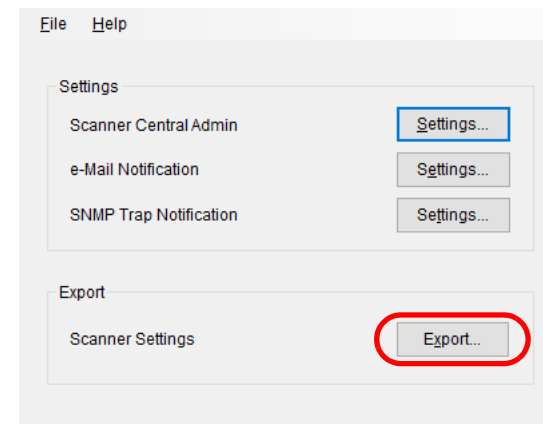 File Help
Settings
Scanner Central Admin Settings...
e-Mail Notification Settings...
SNMP Trap Notification Settings...
Export
Scanner Settings Export...